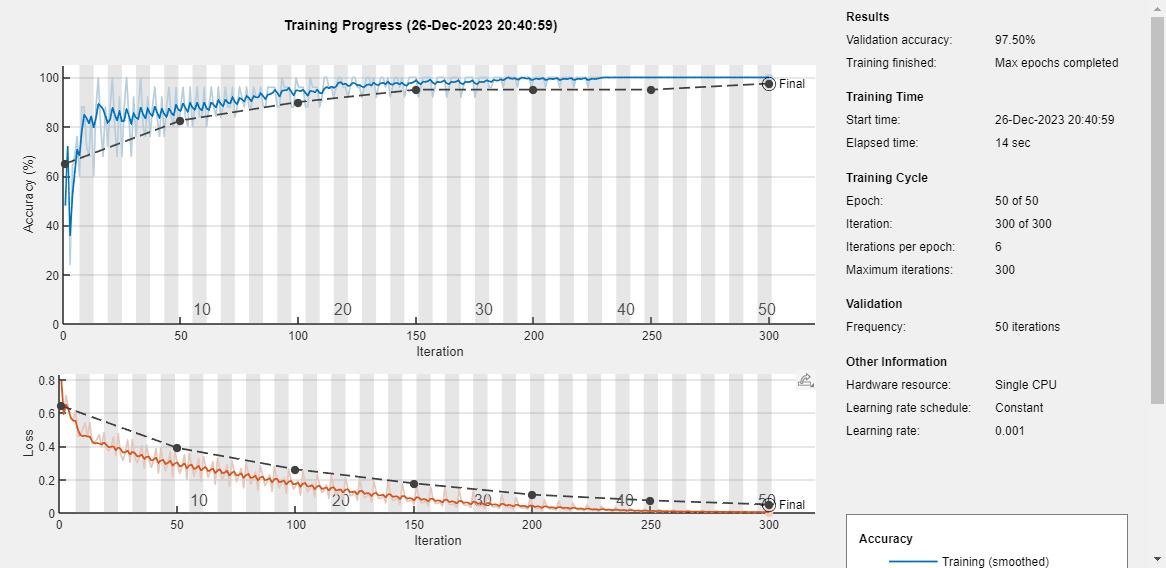 Training Progress (26-Dec-2023 20:40:59)
100
80
60
40
20
0
Accuracy (%)
Final
10 20 30 40 50
0 50 100 150 200 250 300
Iteration
0.8
0.6
0.4
0.2
0
Loss
Final
10 20 30 40 50
0 50 100 150 200 250 300
Iteration
Results
Validation accuracy: 97.50%
Training finished: Max epochs completed
Training Time
Start time: 26-Dec-2023 20:40:59
Elapsed time: 14 sec
Training Cycle
Epoch: 50 of 50
Iteration: 300 of 300
Iterations per epoch: 6
Maximum iterations: 300
Validation
Frequency: 50 iterations
Other Information
Hardware resource: Single CPU
Learning rate schedule: Constant
Learning rate: 0.001
Accuracy
Training (smoothed)